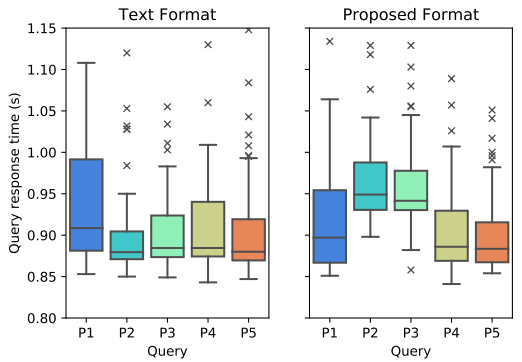 Text Format
Proposed Format
Query response time (s)
1.15
1.10
1.05
1.00
0.95
0.90
0.85
0.80
P1 P2 P3 P4 P5
P1 P2 P3 P4 P5
Query
Query